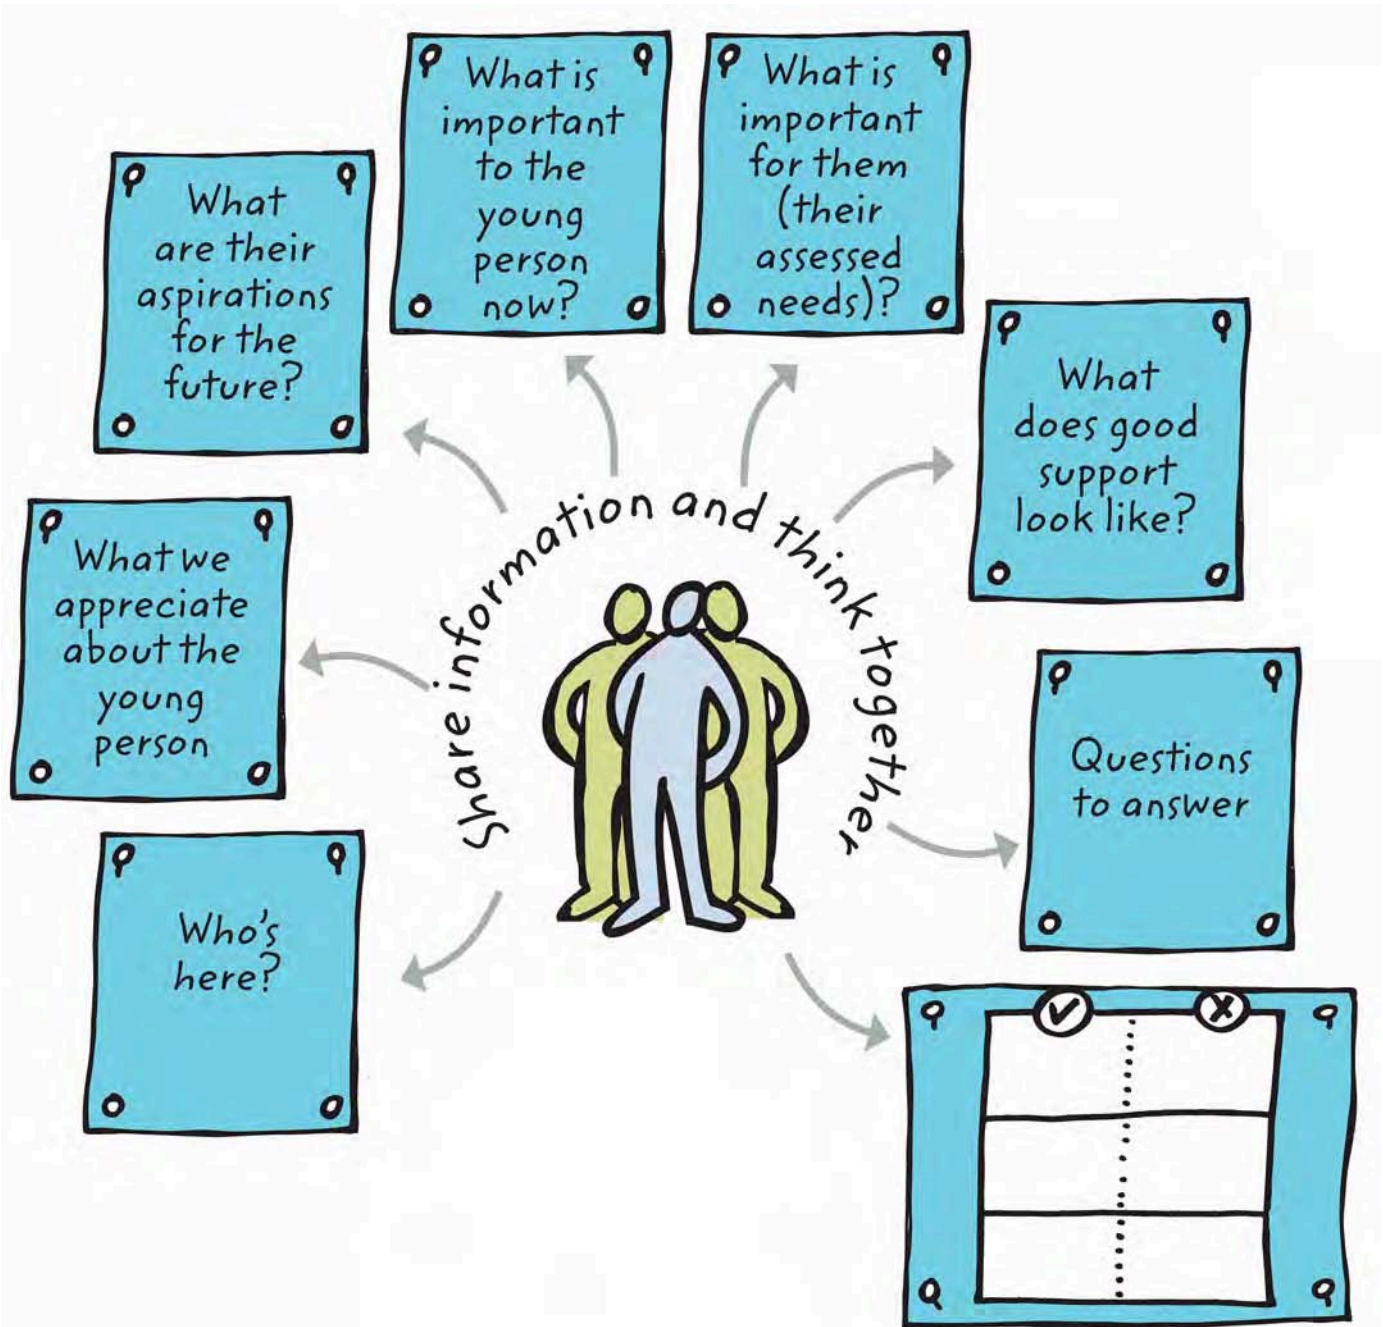 What is
important
to the
young
person
now?
What is
important
for them
(their
assessed
needs)?
What
are their
aspirations
for the
future?
What
does good
support
look like?
What we
appreciate
about the
young
person
Share information and think together
Questions
to answer
Who's
here?